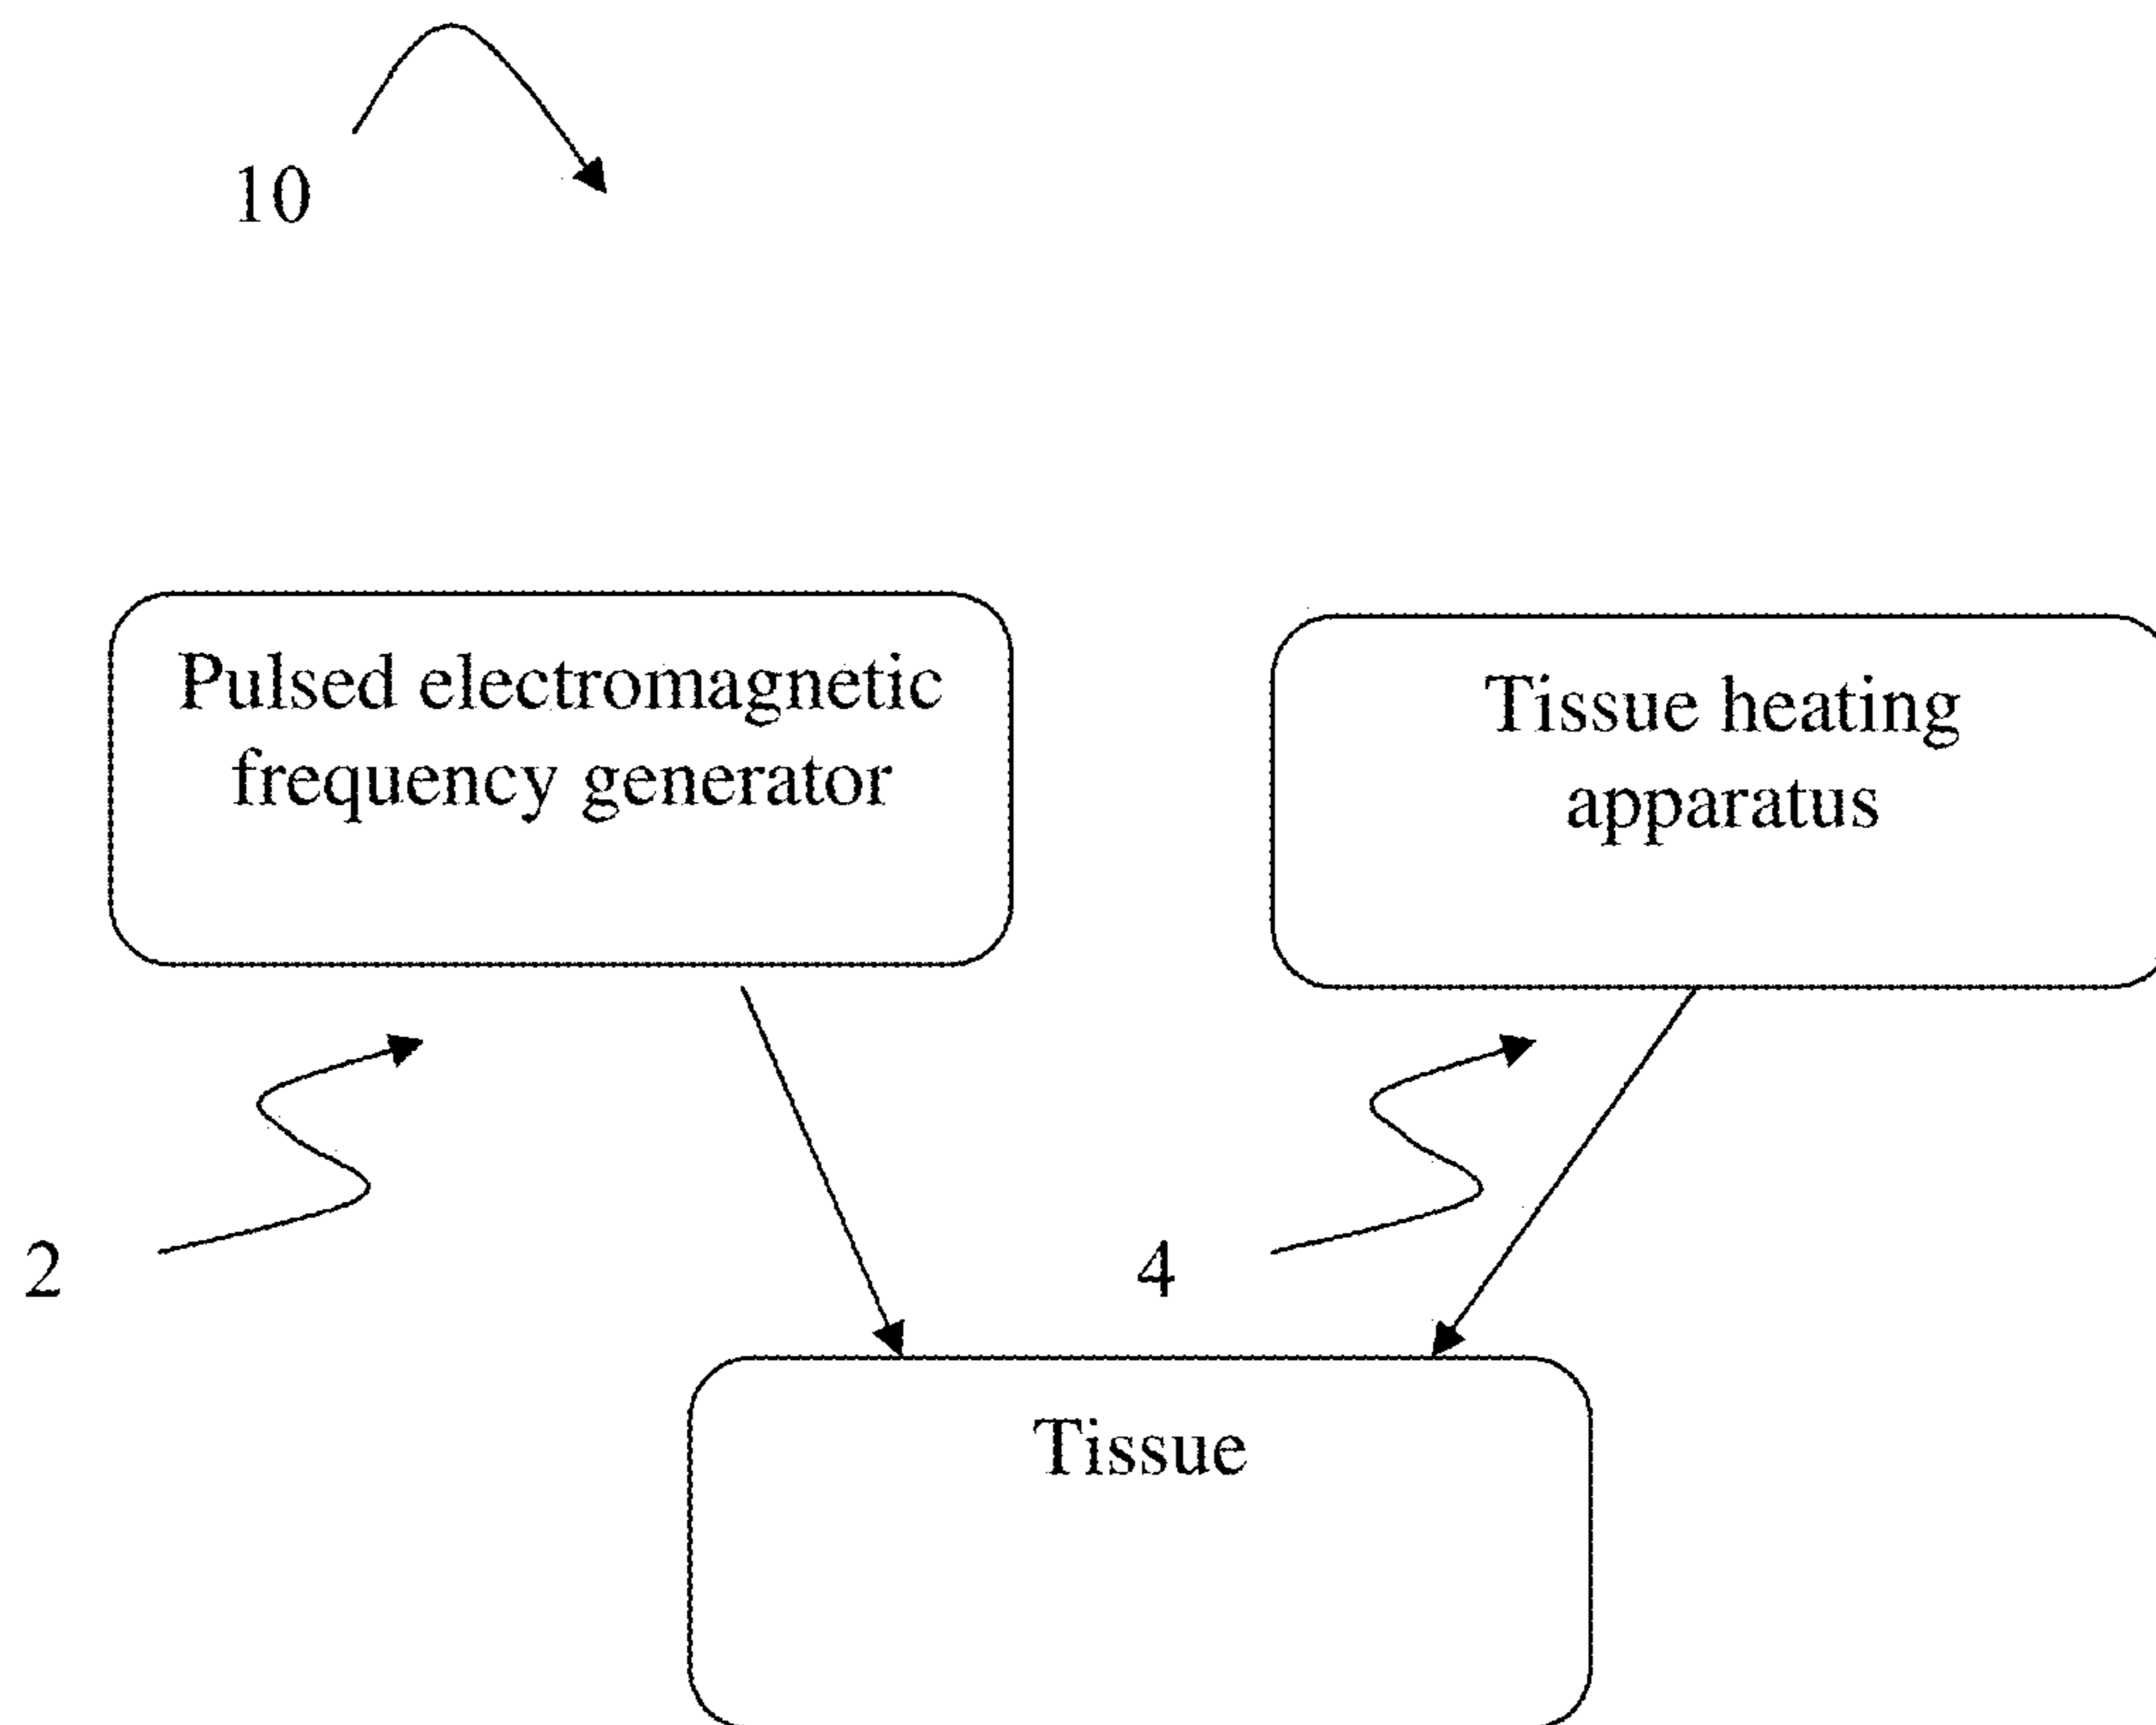 10
Pulsed electromagnetic
frequency generator
Tissue heating
apparatus
2
4
Tissue